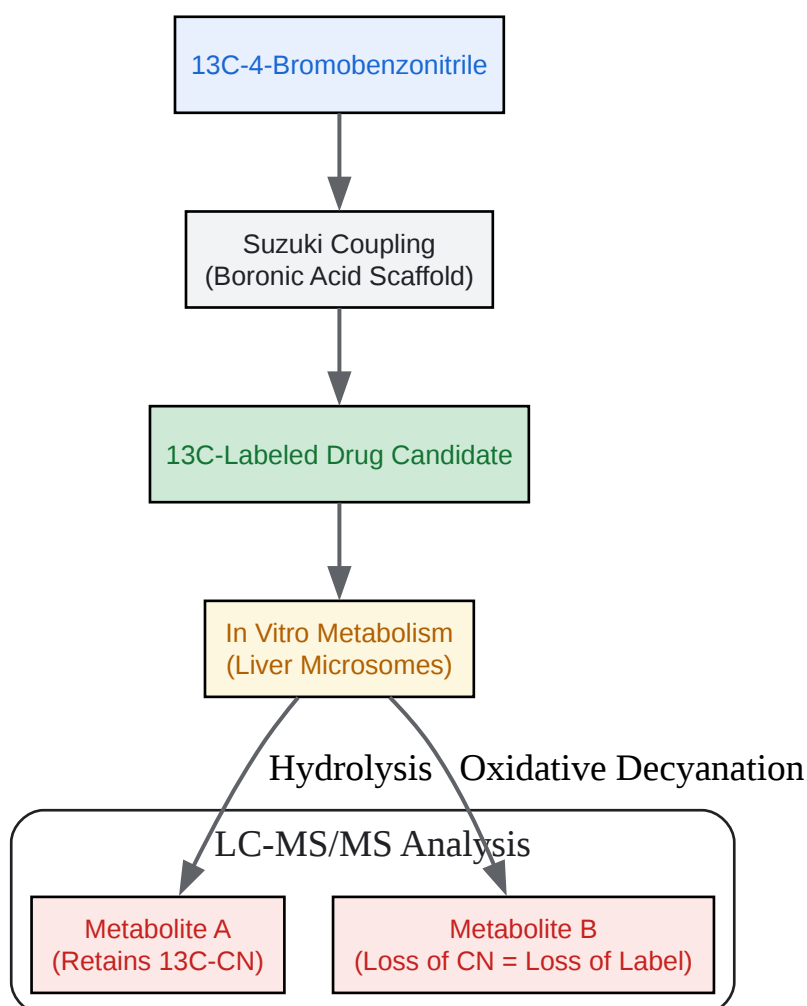 13C-4-Bromobenzonitrile
Suzuki Coupling
(Boronic Acid Scaffold)
13C-Labeled Drug Candidate
In Vitro Metabolism
(Liver Microsomes)
Hydrolysis
Oxidative Decyanation
LC-MS/MS Analysis
Metabolite A
(Retains 13C-CN)
Metabolite B
(Loss of CN = Loss of Label)